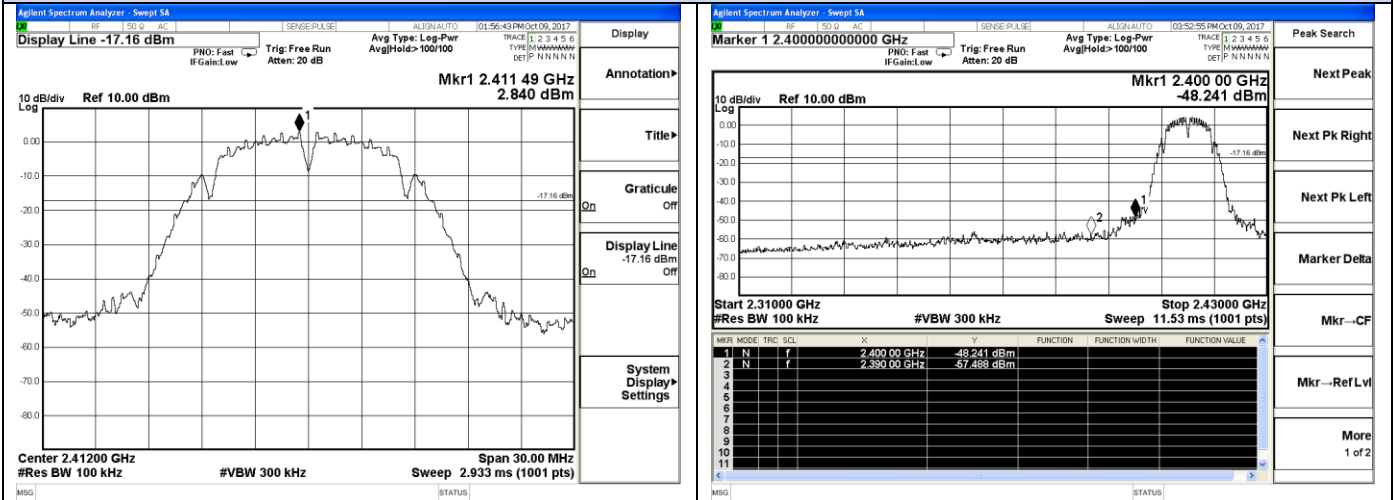 Agilent Spectrum Analyzer - Swept SA
RF 50 Ω AC SENSE:PULSE ALIGN AUTO 01:56:43 PM Oct 09, 2017
Display Line -17.16 dBm
PNO: Fast
IFGain:Low
Trig: Free Run
Atten: 20 dB
Avg Type: Log-Pwr
Avg|Hold:>100/100
TRACE 1 2 3 4 5 6
TYPE M WWWWW
DET P N N N N N
Mkr1 2.411 49 GHz
2.840 dBm
10 dB/div Ref 10.00 dBm
Log
1
0.00
-10.0
-17.16 dBm
-20.0
-30.0
-40.0
-50.0
-60.0
-70.0
-80.0
Center 2.41200 GHz
Span 30.00 MHz
#Res BW 100 kHz
#VBW 300 kHz
Sweep 2.933 ms (1001 pts)
MSG
STATUS
Display
Annotation
Title
Graticule
On Off
Display Line
-17.16 dBm
On Off
System
Display
Settings
Agilent Spectrum Analyzer - Swept SA
RF 50 Ω AC SENSE:PULSE ALIGN AUTO 03:52:55 PM Oct 09, 2017
Marker 1 2.400000000000 GHz
PNO: Fast
IFGain:Low
Trig: Free Run
Atten: 20 dB
Avg Type: Log-Pwr
Avg|Hold:>100/100
TRACE 1 2 3 4 5 6
TYPE M WWWWW
DET P N N N N N
Mkr1 2.400 00 GHz
-48.241 dBm
10 dB/div Ref 10.00 dBm
Log
0.00
-10.0
-17.16 dBm
-20.0
-30.0
-40.0
1
2
-50.0
-60.0
-70.0
-80.0
Start 2.31000 GHz
Stop 2.43000 GHz
#Res BW 100 kHz
#VBW 300 kHz
Sweep 11.53 ms (1001 pts)
MKR MODE TRC SCL X Y FUNCTION FUNCTION WIDTH FUNCTION VALUE
1 N f 2.400 00 GHz -48.241 dBm
2 N f 2.390 00 GHz -57.488 dBm
3
4
5
6
7
8
9
10
11
MSG
STATUS
Peak Search
Next Peak
Next Pk Right
Next Pk Left
Marker Delta
Mkr→CF
Mkr→Ref Lvl
More
1 of 2